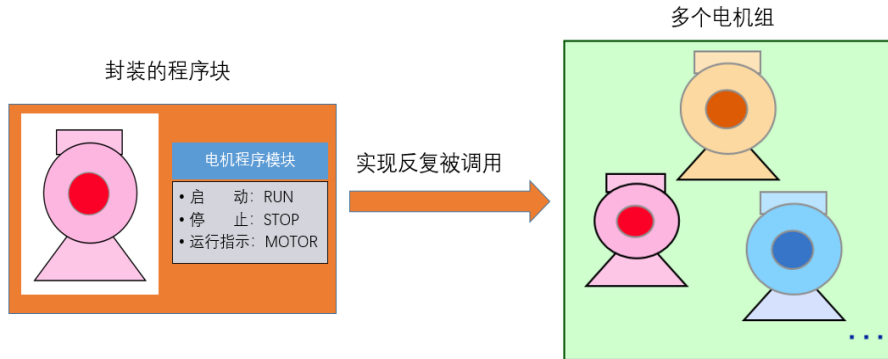 多个电机组
封装的程序块
电机程序模块
实现反复被调用
• 启 动：RUN
• 停 止：STOP
• 运行指示：MOTOR
...